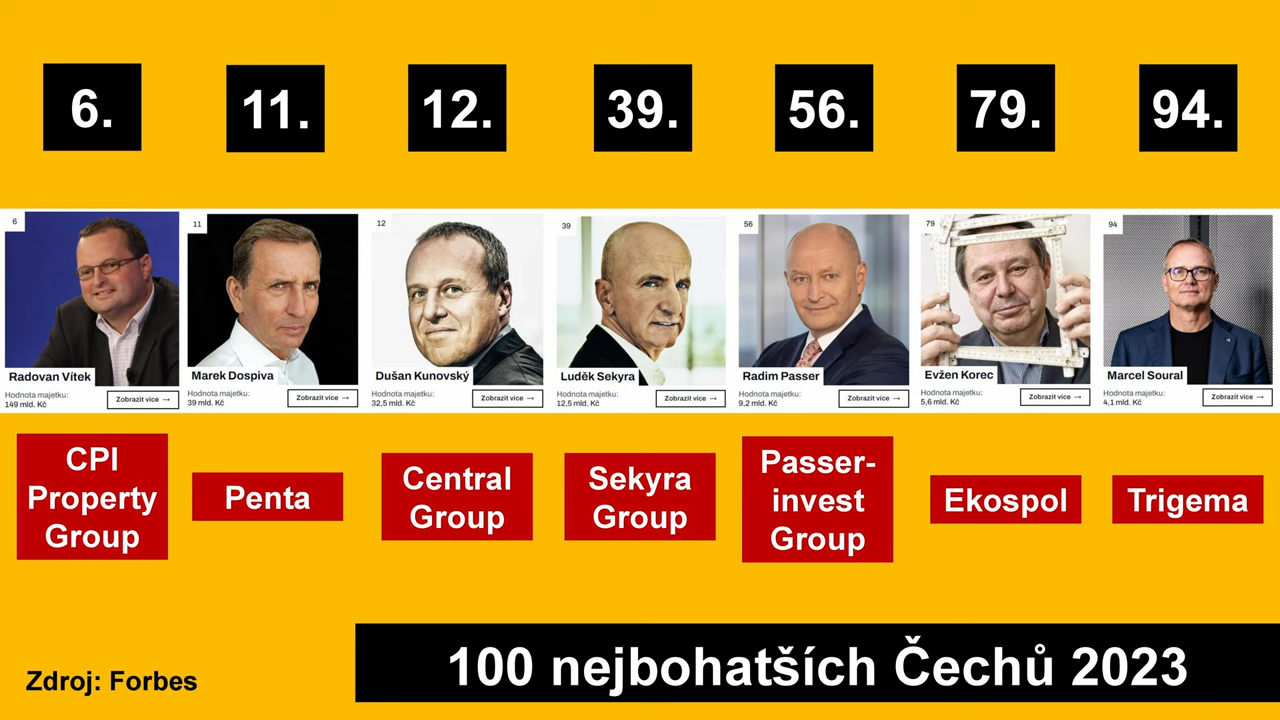 6.
11.
12.
39.
56.
79.
94.
6
11
12
39
56
79
94
Radovan Vítek
Marek Dospiva
Dušan Kunovský
Luděk Sekyra
Radim Passer
Evžen Korec
Marcel Soural
Hodnota majetku:
149 mld. Kč
Zobrazit více →
Hodnota majetku:
39 mld. Kč
Zobrazit více →
Hodnota majetku:
32,5 mld. Kč
Zobrazit více →
Hodnota majetku:
12,5 mld. Kč
Zobrazit více →
Hodnota majetku:
9,2 mld. Kč
Zobrazit více →
Hodnota majetku:
5,6 mld. Kč
Zobrazit více →
Hodnota majetku:
4,1 mld. Kč
Zobrazit více →
CPI
Property
Group
Penta
Central
Group
Sekyra
Group
Passer-
invest
Group
Ekospol
Trigema
100 nejbohatších Čechů 2023
Zdroj: Forbes